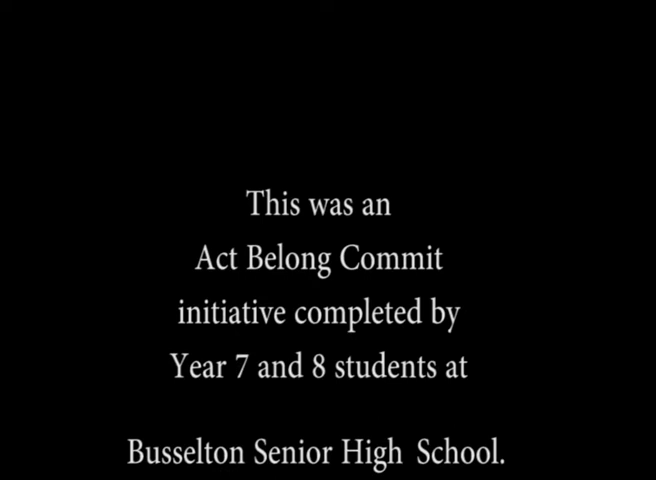 This was an
Act Belong Commit
initiative completed by
Year 7 and 8 students at
Busselton Senior High School.